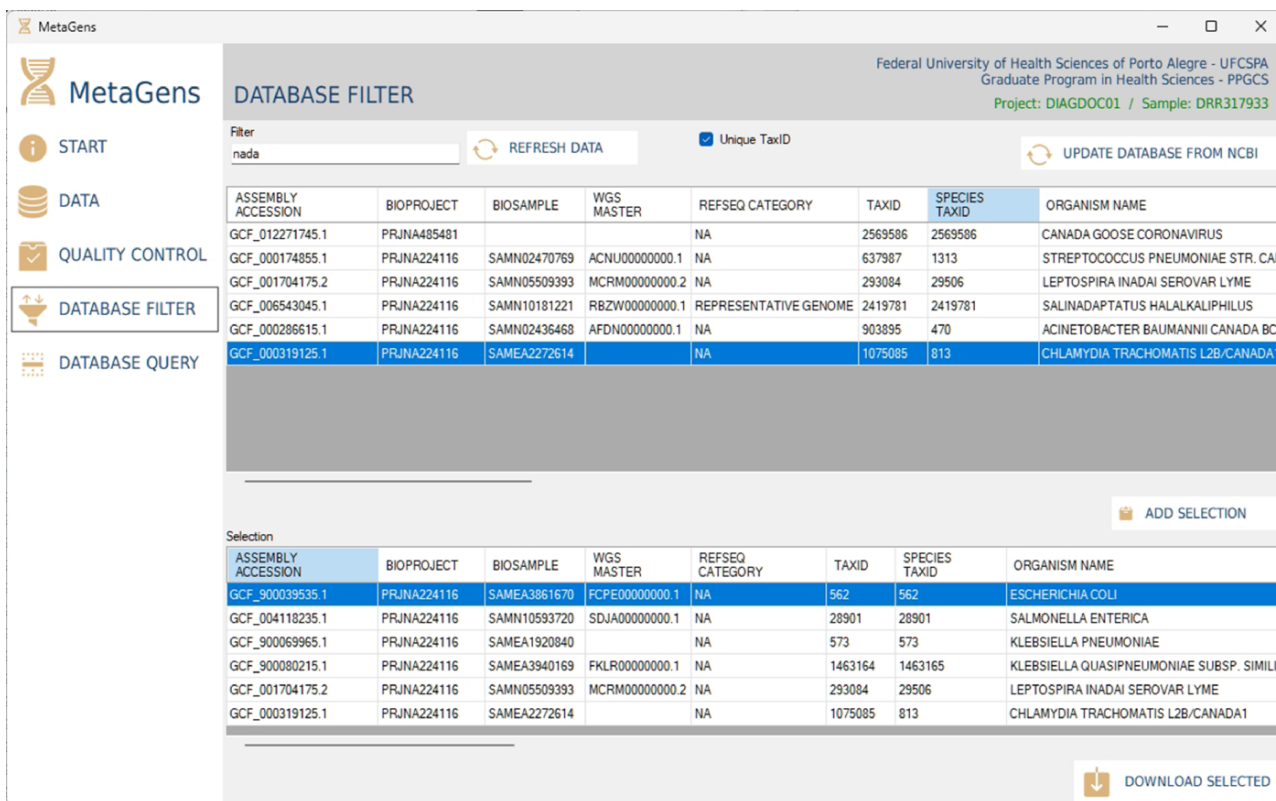 MetaGens
MetaGens
DATABASE FILTER
Federal University of Health Sciences of Porto Alegre - UFCSPA
Graduate Program in Health Sciences - PPGCS
Project: DIAGDOC01 / Sample: DRR317933
START
DATA
QUALITY CONTROL
DATABASE FILTER
DATABASE QUERY
Filter
nada
REFRESH DATA
Unique TaxID
UPDATE DATABASE FROM NCBI
ASSEMBLY ACCESSION BIOPROJECT BIOSAMPLE WGS MASTER REFSEQ CATEGORY TAXID SPECIES TAXID ORGANISM NAME
GCF_012271745.1 PRJNA485481 NA 2569586 2569586 CANADA GOOSE CORONAVIRUS
GCF_000174855.1 PRJNA224116 SAMN02470769 ACNU00000000.1 NA 637987 1313 STREPTOCOCCUS PNEUMONIAE STR. CA
GCF_001704175.2 PRJNA224116 SAMN05509393 MCRM00000000.2 NA 293084 29506 LEPTOSPIRA INADAI SEROVAR LYME
GCF_006543045.1 PRJNA224116 SAMN10181221 RBZW00000000.1 REPRESENTATIVE GENOME 2419781 2419781 SALINADAPTATUS HALALKALIPHILUS
GCF_000286615.1 PRJNA224116 SAMN02436468 AFDN00000000.1 NA 903895 470 ACINETOBACTER BAUMANNII CANADA BC
GCF_000319125.1 PRJNA224116 SAMEA2272614 NA 1075085 813 CHLAMYDIA TRACHOMATIS L2B/CANADA1
ADD SELECTION
Selection
ASSEMBLY ACCESSION BIOPROJECT BIOSAMPLE WGS MASTER REFSEQ CATEGORY TAXID SPECIES TAXID ORGANISM NAME
GCF_900039535.1 PRJNA224116 SAMEA3861670 FCPE00000000.1 NA 562 562 ESCHERICHIA COLI
GCF_004118235.1 PRJNA224116 SAMN10593720 SDJA00000000.1 NA 28901 28901 SALMONELLA ENTERICA
GCF_900069965.1 PRJNA224116 SAMEA1920840 NA 573 573 KLEBSIELLA PNEUMONIAE
GCF_900080215.1 PRJNA224116 SAMEA3940169 FKLR00000000.1 NA 1463164 1463165 KLEBSIELLA QUASIPNEUMONIAE SUBSP. SIMILI
GCF_001704175.2 PRJNA224116 SAMN05509393 MCRM00000000.2 NA 293084 29506 LEPTOSPIRA INADAI SEROVAR LYME
GCF_000319125.1 PRJNA224116 SAMEA2272614 NA 1075085 813 CHLAMYDIA TRACHOMATIS L2B/CANADA1
DOWNLOAD SELECTED